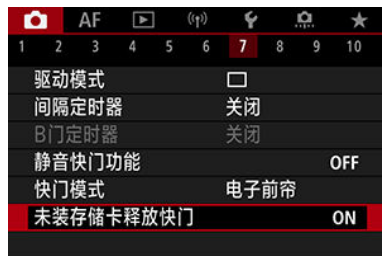 AF
1 2 3 4 5 6 7 8 9 10
驱动模式
间隔定时器 关闭
B门定时器 关闭
静音快门功能 OFF
快门模式 电子前帘
未装存储卡释放快门 ON